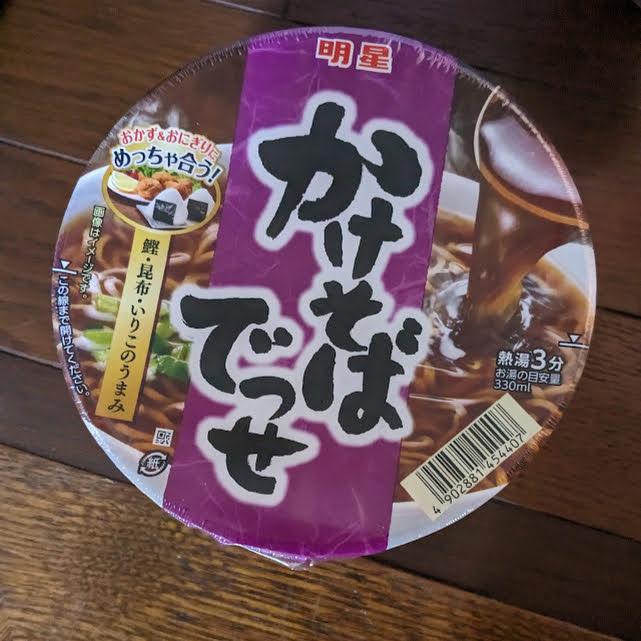 明星
かけそば
でっせ
おかず&おにぎりに
めっちゃ合う!
画像はイメージです。
鰹・昆布・いりこのうまみ
この線まで開けてください。
熱湯3分
お湯の目安量
330ml
紙
4 902881 454407